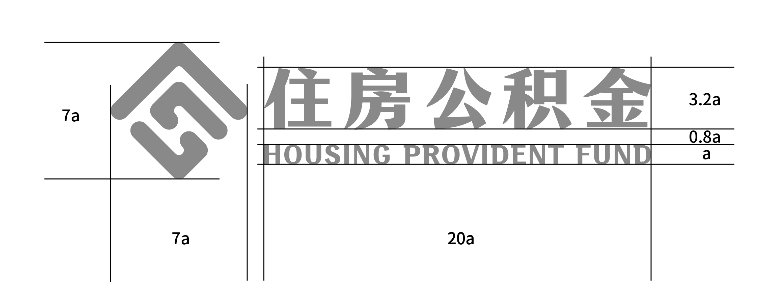 住房公积金
HOUSING PROVIDENT FUND
7a
3.2a
0.8a
a
7a
20a